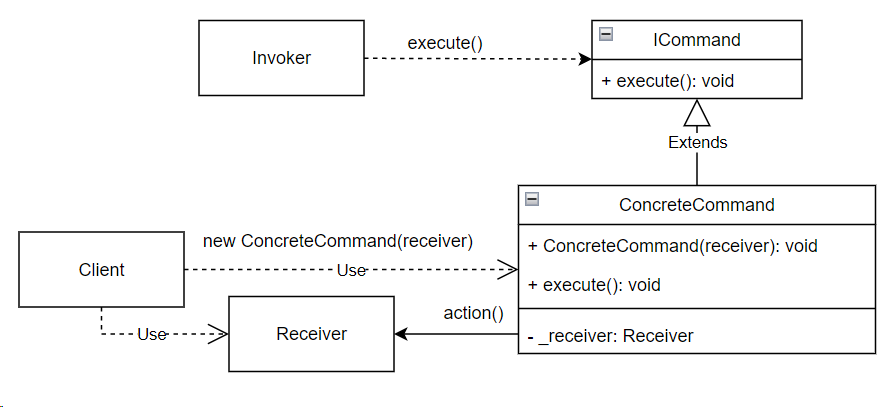 Invoker
execute()
ICommand
+ execute(): void
Extends
ConcreteCommand
+ ConcreteCommand(receiver): void
+ execute(): void
- _receiver: Receiver
new ConcreteCommand(receiver)
Use
Client
Use
Receiver
action()